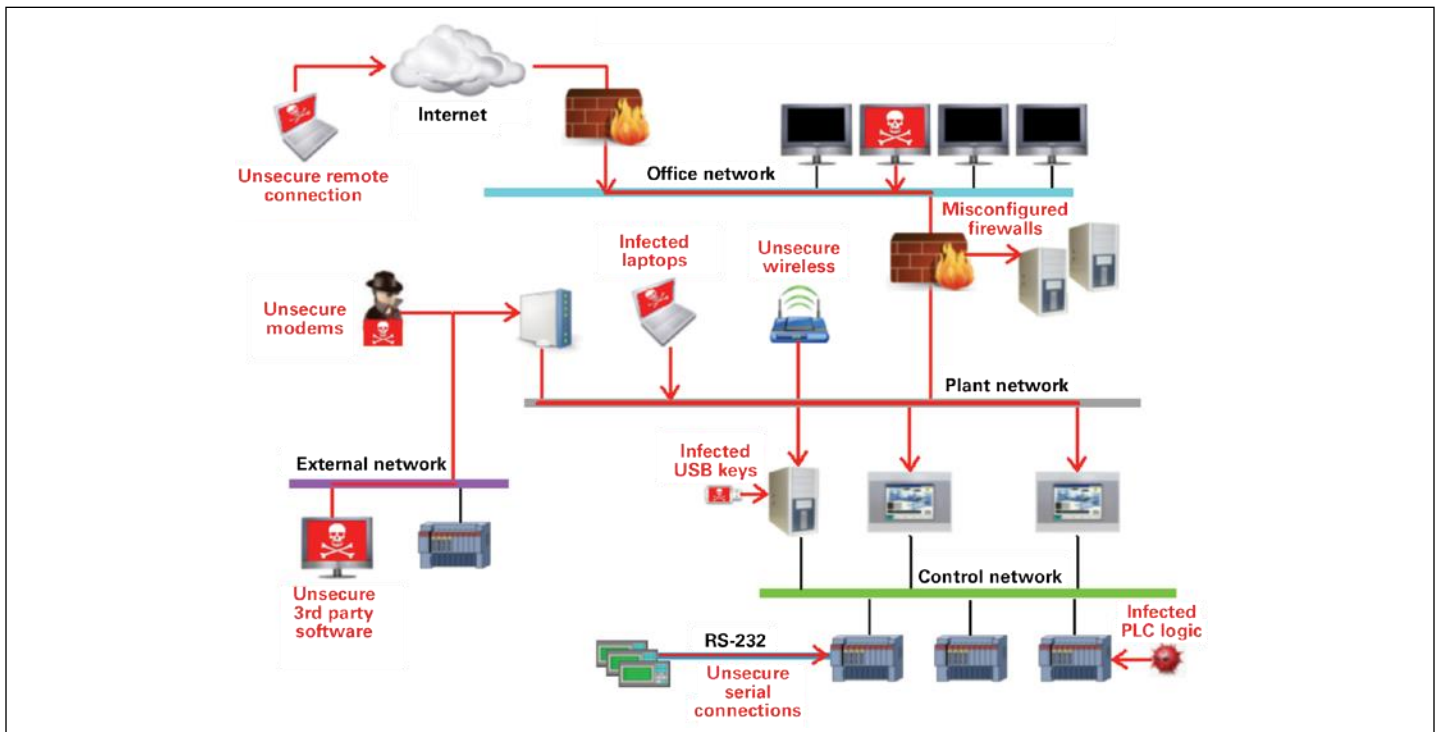 Internet
Unsecure remote
connection
Office network
Misconfigured
firewalls
Infected
laptops
Unsecure
wireless
Unsecure
modems
Plant network
External network
Infected
USB keys
Control network
Unsecure
3rd party
software
RS-232
Unsecure
serial
connections
Infected
PLC logic